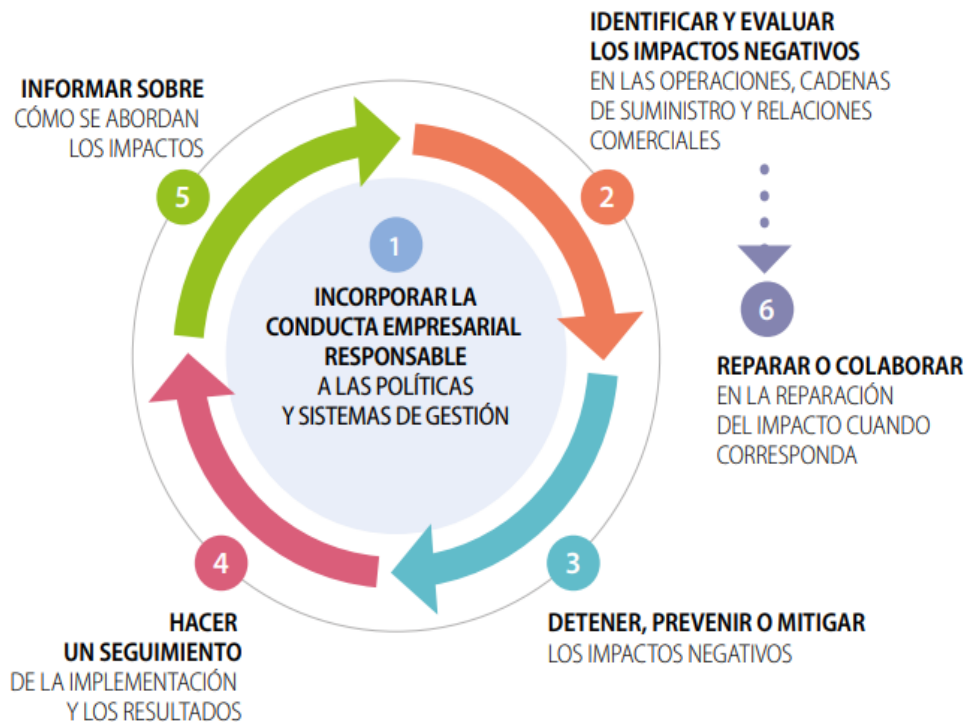 1
INCORPORAR LA
CONDUCTA EMPRESARIAL
RESPONSABLE
A LAS POLÍTICAS
Y SISTEMAS DE GESTIÓN
2
IDENTIFICAR Y EVALUAR
LOS IMPACTOS NEGATIVOS
EN LAS OPERACIONES, CADENAS
DE SUMINISTRO Y RELACIONES
COMERCIALES
3
DETENER, PREVENIR O MITIGAR
LOS IMPACTOS NEGATIVOS
4
HACER
UN SEGUIMIENTO
DE LA IMPLEMENTACIÓN
Y LOS RESULTADOS
5
INFORMAR SOBRE
CÓMO SE ABORDAN
LOS IMPACTOS
6
REPARAR O COLABORAR
EN LA REPARACIÓN
DEL IMPACTO CUANDO
CORRESPONDA